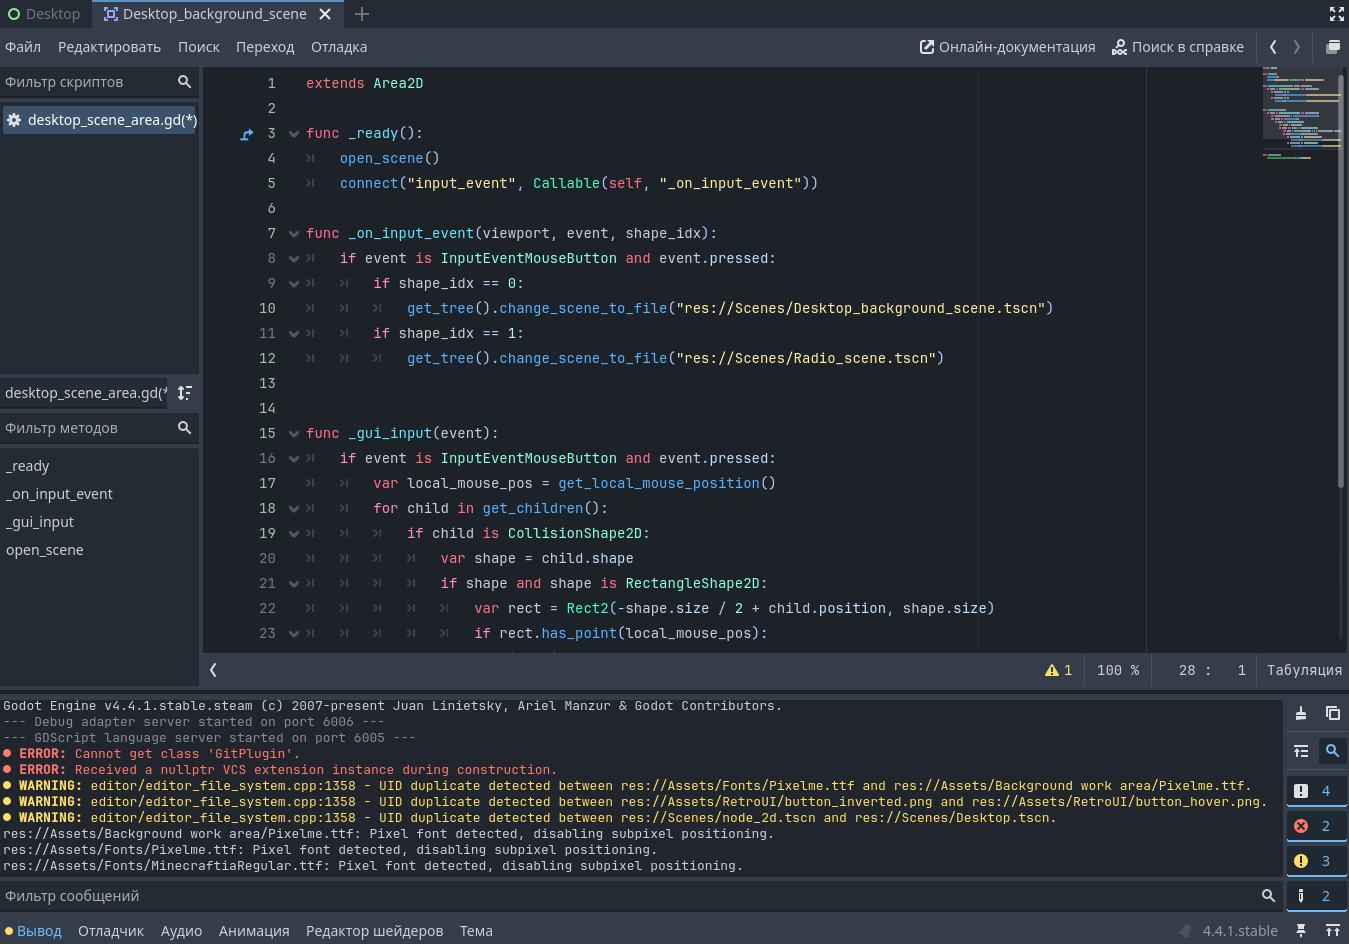 Desktop
Desktop_background_scene
Файл Редактировать Поиск Переход Отладка
Онлайн-документация Поиск в справке
Фильтр скриптов
desktop_scene_area.gd(*)
desktop_scene_area.gd(*
Фильтр методов
_ready
_on_input_event
_gui_input
open_scene
1 extends Area2D
2
3 func _ready():
4 open_scene()
5 connect("input_event", Callable(self, "_on_input_event"))
6
7 func _on_input_event(viewport, event, shape_idx):
8 if event is InputEventMouseButton and event.pressed:
9 if shape_idx == 0:
10 get_tree().change_scene_to_file("res://Scenes/Desktop_background_scene.tscn")
11 if shape_idx == 1:
12 get_tree().change_scene_to_file("res://Scenes/Radio_scene.tscn")
13
14
15 func _gui_input(event):
16 if event is InputEventMouseButton and event.pressed:
17 var local_mouse_pos = get_local_mouse_position()
18 for child in get_children():
19 if child is CollisionShape2D:
20 var shape = child.shape
21 if shape and shape is RectangleShape2D:
22 var rect = Rect2(-shape.size / 2 + child.position, shape.size)
23 if rect.has_point(local_mouse_pos):
1 100 % 28 : 1 Табуляция
Godot Engine v4.4.1.stable.steam (c) 2007-present Juan Linietsky, Ariel Manzur & Godot Contributors.
--- Debug adapter server started on port 6006 ---
--- GDScript language server started on port 6005 ---
ERROR: Cannot get class 'GitPlugin'.
ERROR: Received a nullptr VCS extension instance during construction.
WARNING: editor/editor_file_system.cpp:1358 - UID duplicate detected between res://Assets/Fonts/Pixelme.ttf and res://Assets/Background work area/Pixelme.ttf.
WARNING: editor/editor_file_system.cpp:1358 - UID duplicate detected between res://Assets/RetroUI/button_inverted.png and res://Assets/RetroUI/button_hover.png.
WARNING: editor/editor_file_system.cpp:1358 - UID duplicate detected between res://Scenes/node_2d.tscn and res://Scenes/Desktop.tscn.
res://Assets/Background work area/Pixelme.ttf: Pixel font detected, disabling subpixel positioning.
res://Assets/Fonts/Pixelme.ttf: Pixel font detected, disabling subpixel positioning.
res://Assets/Fonts/MinecraftiaRegular.ttf: Pixel font detected, disabling subpixel positioning.
4
2
3
2
Фильтр сообщений
Вывод Отладчик Аудио Анимация Редактор шейдеров Тема
4.4.1.stable